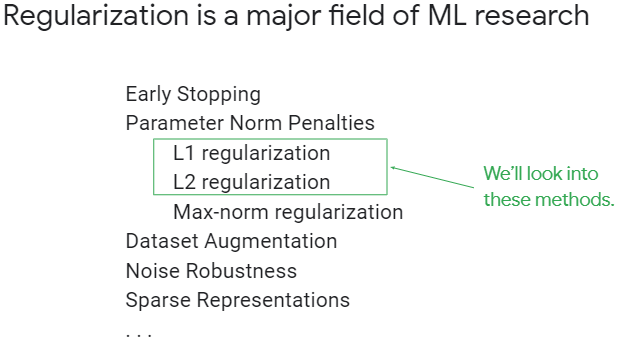 Regularization is a major field of ML research
Early Stopping
Parameter Norm Penalties
L1 regularization
L2 regularization
Max-norm regularization
Dataset Augmentation
Noise Robustness
Sparse Representations
. . .
We'll look into
these methods.